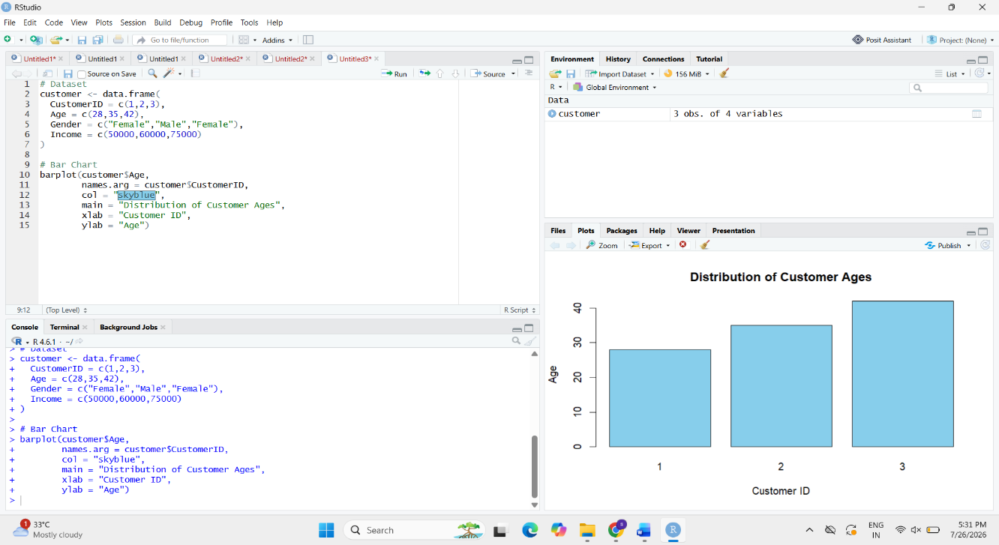 RStudio
File Edit Code View Plots Session Build Debug Profile Tools Help
Go to file/function Addins Posit Assistant Project: (None)
Untitled1* Untitled1 Untitled1 Untitled2* Untitled2* Untitled3*
Source on Save Run Source
1 # Dataset
2 customer <- data.frame(
3 CustomerID = c(1,2,3),
4 Age = c(28,35,42),
5 Gender = c("Female","Male","Female"),
6 Income = c(50000,60000,75000)
7 )
8
9 # Bar Chart
10 barplot(customer$Age,
11 names.arg = customer$CustomerID,
12 col = "skyblue",
13 main = "Distribution of Customer Ages",
14 xlab = "Customer ID",
15 ylab = "Age")
9:12 (Top Level) R Script
Console Terminal Background Jobs
R 4.6.1 · ~/
> # Dataset
> customer <- data.frame(
+ CustomerID = c(1,2,3),
+ Age = c(28,35,42),
+ Gender = c("Female","Male","Female"),
+ Income = c(50000,60000,75000)
+ )
>
> # Bar Chart
> barplot(customer$Age,
+ names.arg = customer$CustomerID,
+ col = "skyblue",
+ main = "Distribution of Customer Ages",
+ xlab = "Customer ID",
+ ylab = "Age")
>
Environment History Connections Tutorial
Import Dataset 156 MiB List
R Global Environment
Data
customer 3 obs. of 4 variables
Files Plots Packages Help Viewer Presentation
Zoom Export Publish
Distribution of Customer Ages
Age
40
30
20
10
0
1 2 3
Customer ID
1
33°C
Mostly cloudy
Search
ENG
IN
5:31 PM
7/26/2026